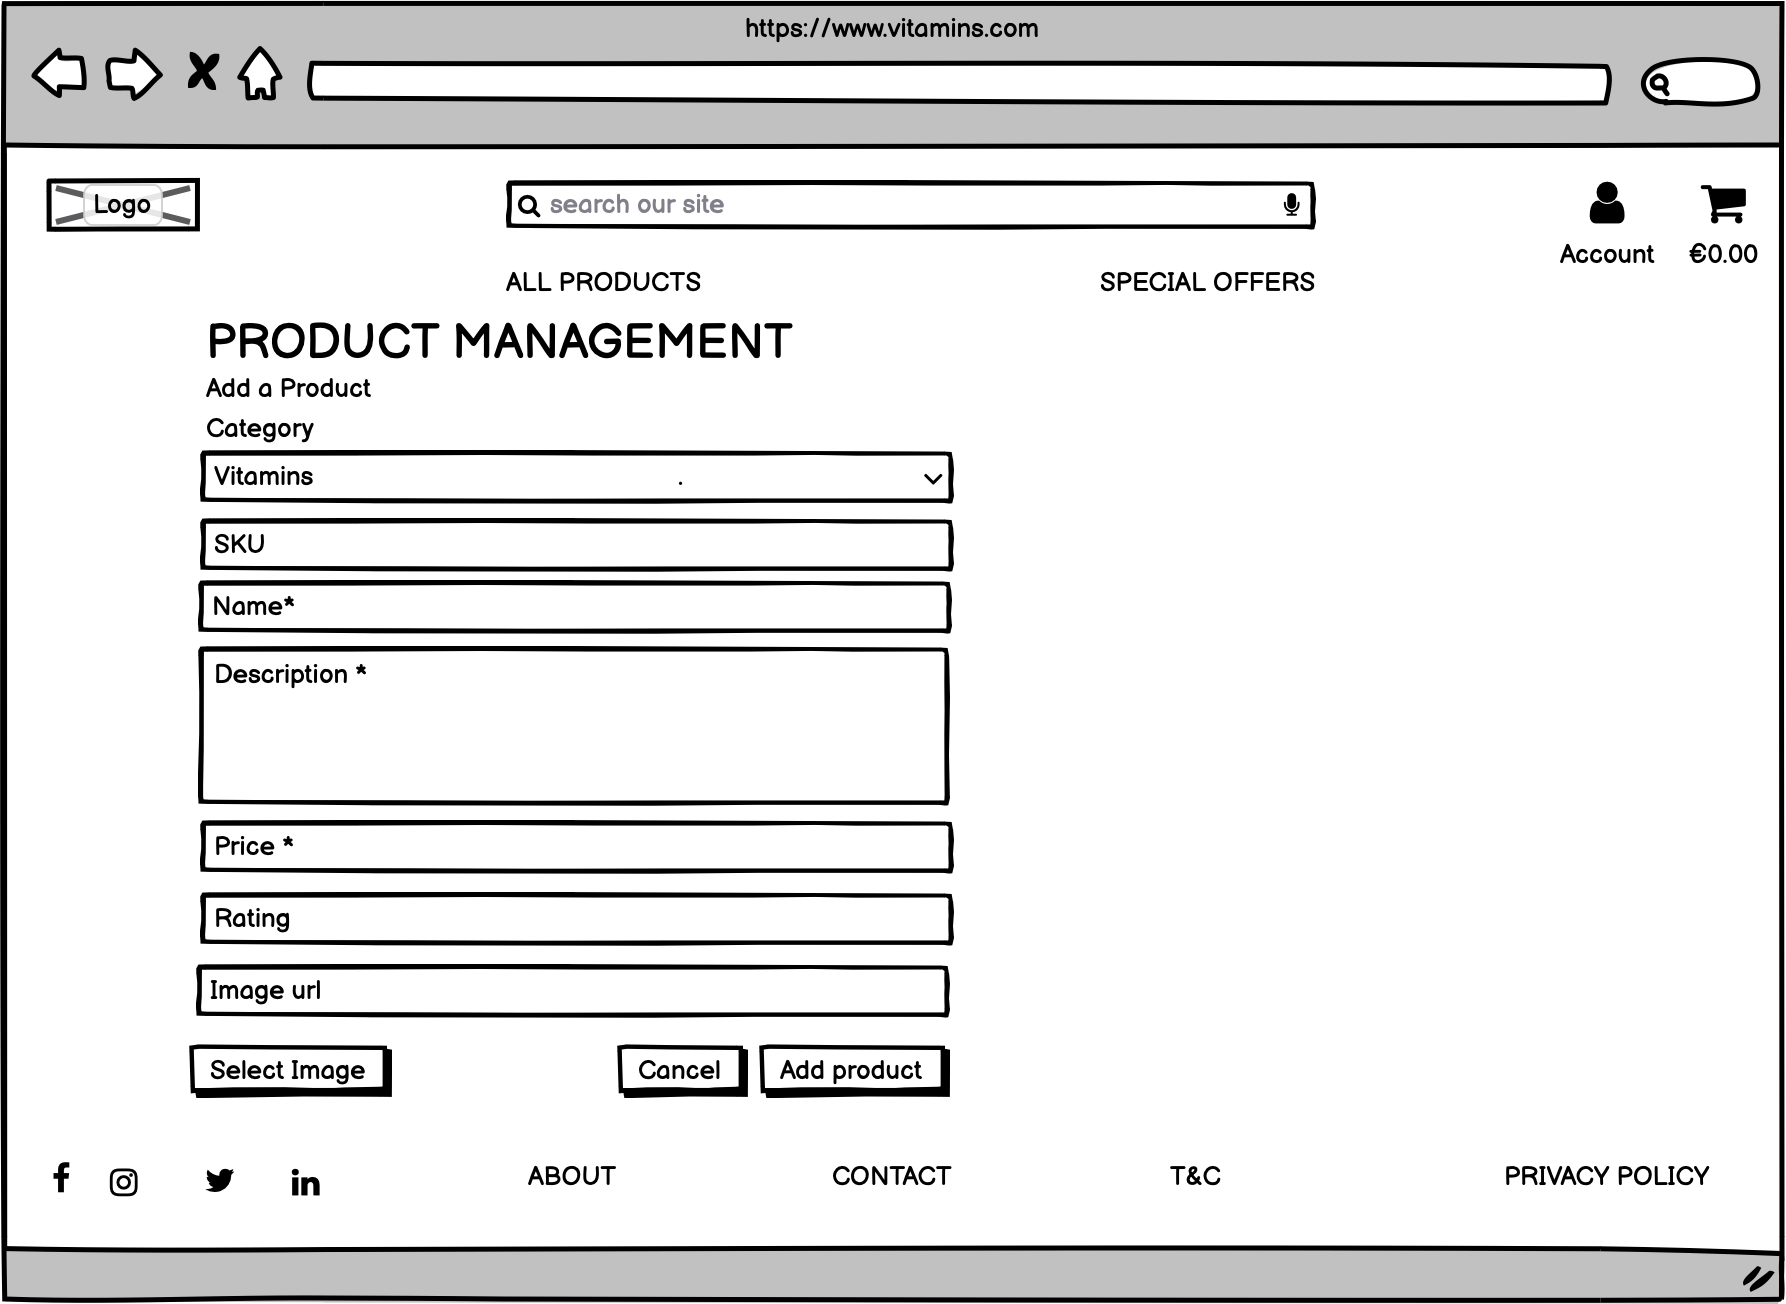 https://www.vitamins.com
Logo
search our site
Account €0.00
ALL PRODUCTS SPECIAL OFFERS
PRODUCT MANAGEMENT
Add a Product
Category
Vitamins .
SKU
Name*
Description *
Price *
Rating
Image url
Select Image Cancel Add product
ABOUT CONTACT T&C PRIVACY POLICY